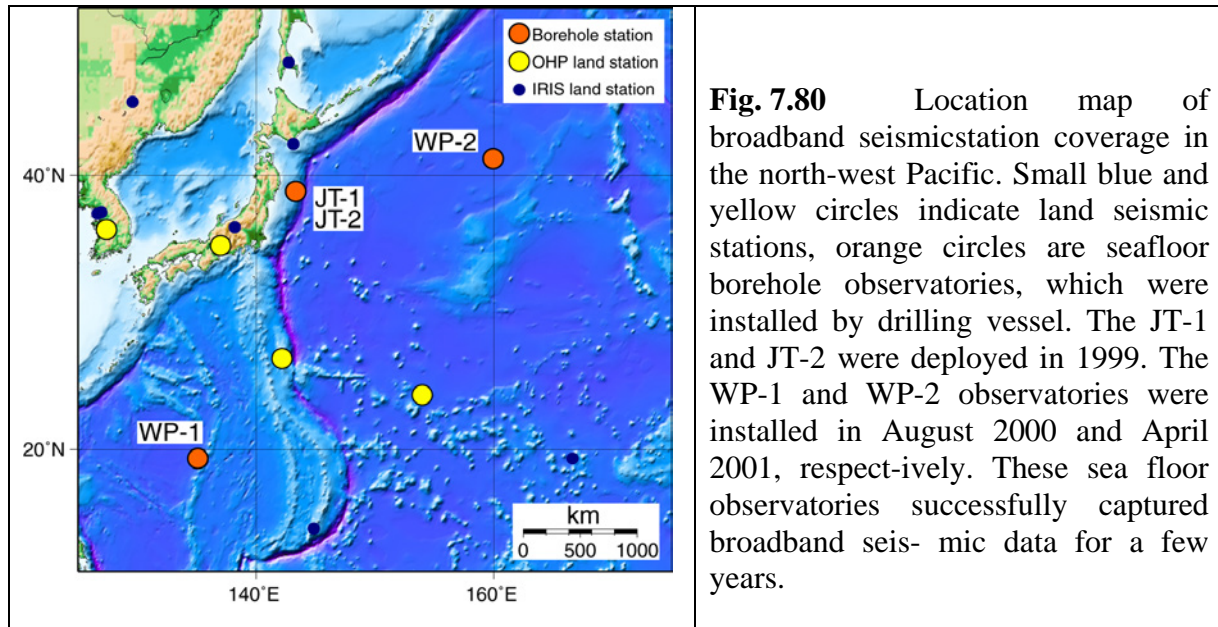 Borehole station
OHP land station
IRIS land station
WP-2
40˚N
JT-1
JT-2
WP-1
20˚N
km
0 500 1000
140˚E 160˚E
Fig. 7.80 Location map of
broadband seismicstation coverage in
the north-west Pacific. Small blue and
yellow circles indicate land seismic
stations, orange circles are seafloor
borehole observatories, which were
installed by drilling vessel. The JT-1
and JT-2 were deployed in 1999. The
WP-1 and WP-2 observatories were
installed in August 2000 and April
2001, respect-ively. These sea floor
observatories successfully captured
broadband seis- mic data for a few
years.